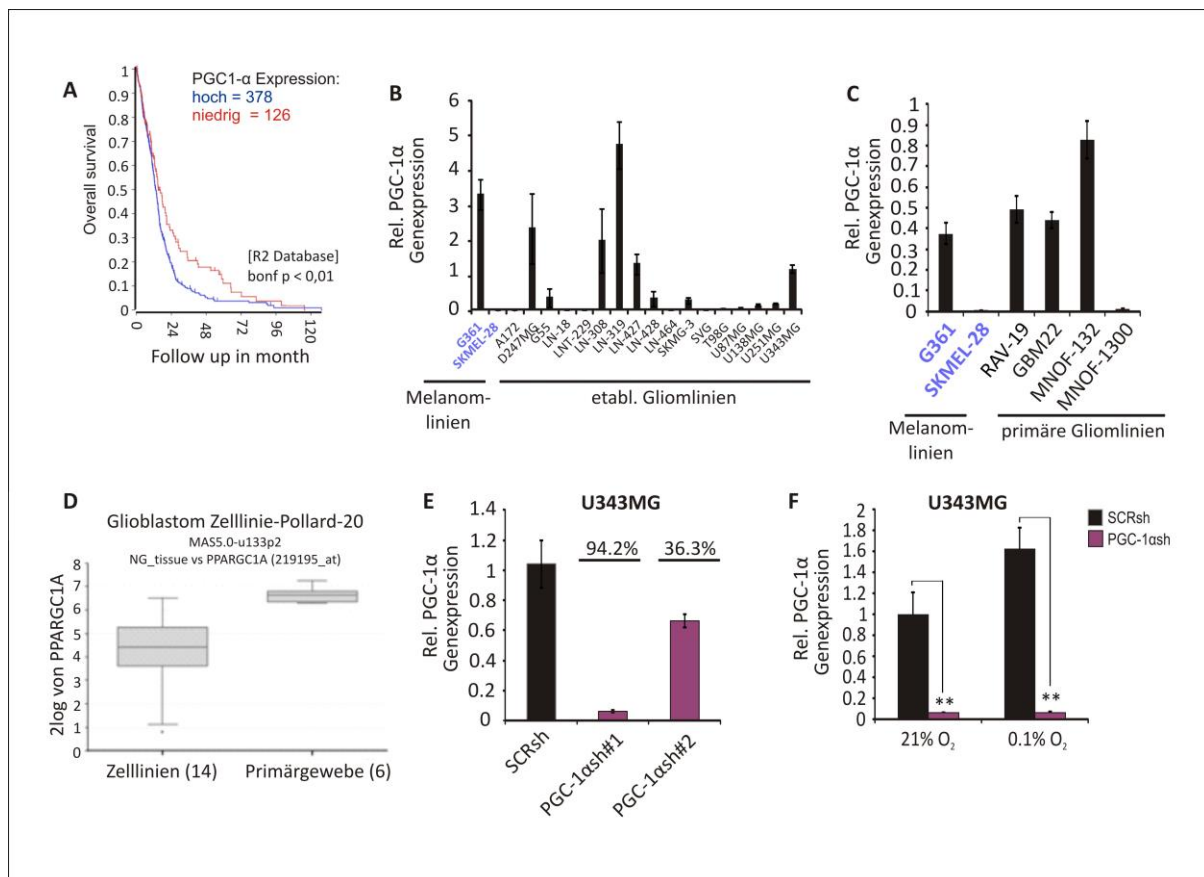 A
PGC1-α Expression:
hoch = 378
niedrig = 126
1
0.9
0.8
0.7
0.6
0.5
0.4
0.3
0.2
0.1
0
Overall survival
[R2 Database]
bonf p < 0,01
0 24 48 72 96 120
Follow up in month
B
Rel. PGC-1α
Genexpression
6
5
4
3
2
1
0
G361
SKMEL-28
A172
D247MG
G55
LN-18
LNT-229
LN-308
LN-319
LN-427
LN-428
LN-464
SKMG-3
SVG
T98G
U87MG
U138MG
U251MG
U343MG
Melanom-
linien
etabl. Gliomlinien
C
Rel. PGC-1α
Genexpression
1
0.9
0.8
0.7
0.6
0.5
0.4
0.3
0.2
0.1
0
G361
SKMEL-28
RAV-19
GBM22
MNOF-132
MNOF-1300
Melanom-
linien
primäre Gliomlinien
D
Glioblastom Zelllinie-Pollard-20
MAS5.0-u133p2
NG_tissue vs PPARGC1A (219195_at)
2log von PPARGC1A
8
7
6
5
4
3
2
1
0
Zelllinien (14) Primärgewebe (6)
E
U343MG
Rel. PGC-1α
Genexpression
1.4
1.2
1
0.8
0.6
0.4
0.2
0
94.2% 36.3%
SCRsh
PGC-1αsh#1
PGC-1αsh#2
F
U343MG
Rel. PGC-1α
Genexpression
2
1.8
1.6
1.4
1.2
1
0.8
0.6
0.4
0.2
0
** **
21% O₂ 0.1% O₂
SCRsh
PGC-1αsh